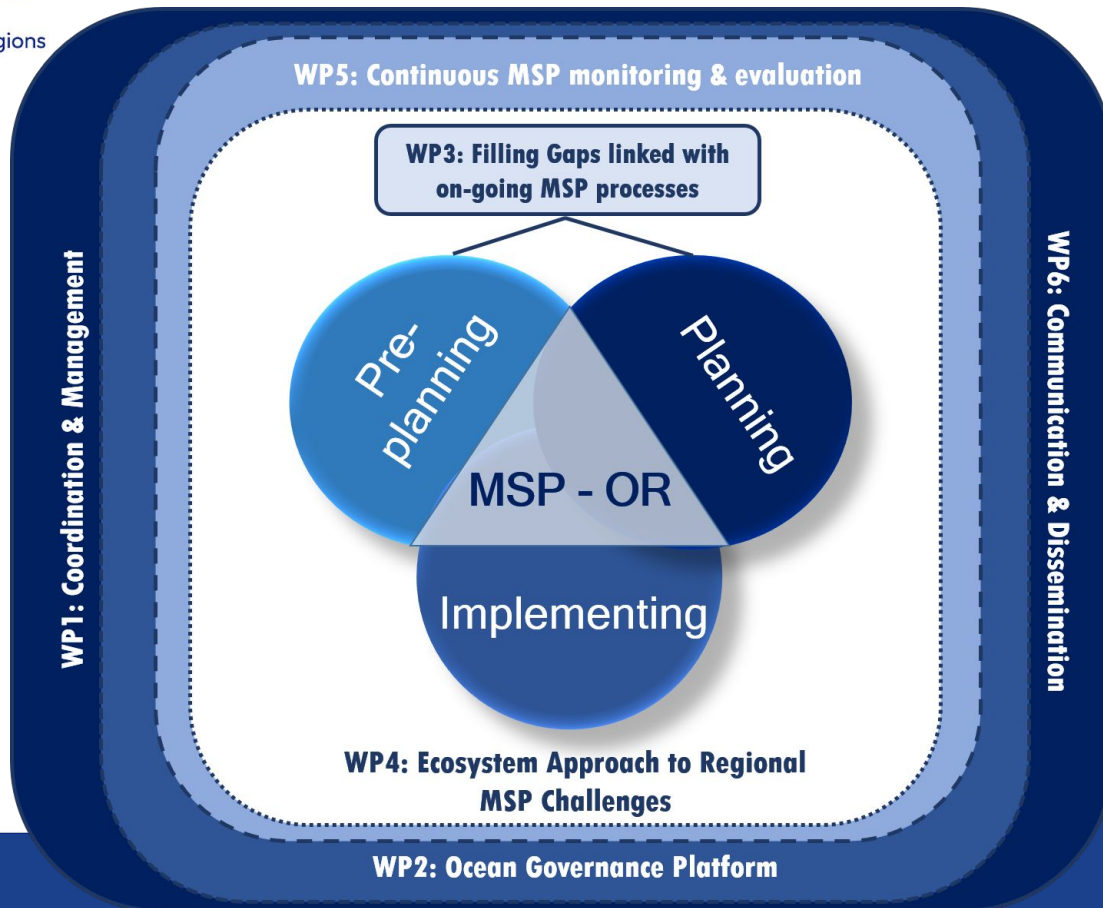 gions
WP5: Continuous MSP monitoring & evaluation
WP3: Filling Gaps linked with
on-going MSP processes
WP1: Coordination & Management
WP6: Communication & Dissemination
Pre-
planning
Planning
MSP - OR
Implementing
WP4: Ecosystem Approach to Regional
MSP Challenges
WP2: Ocean Governance Platform